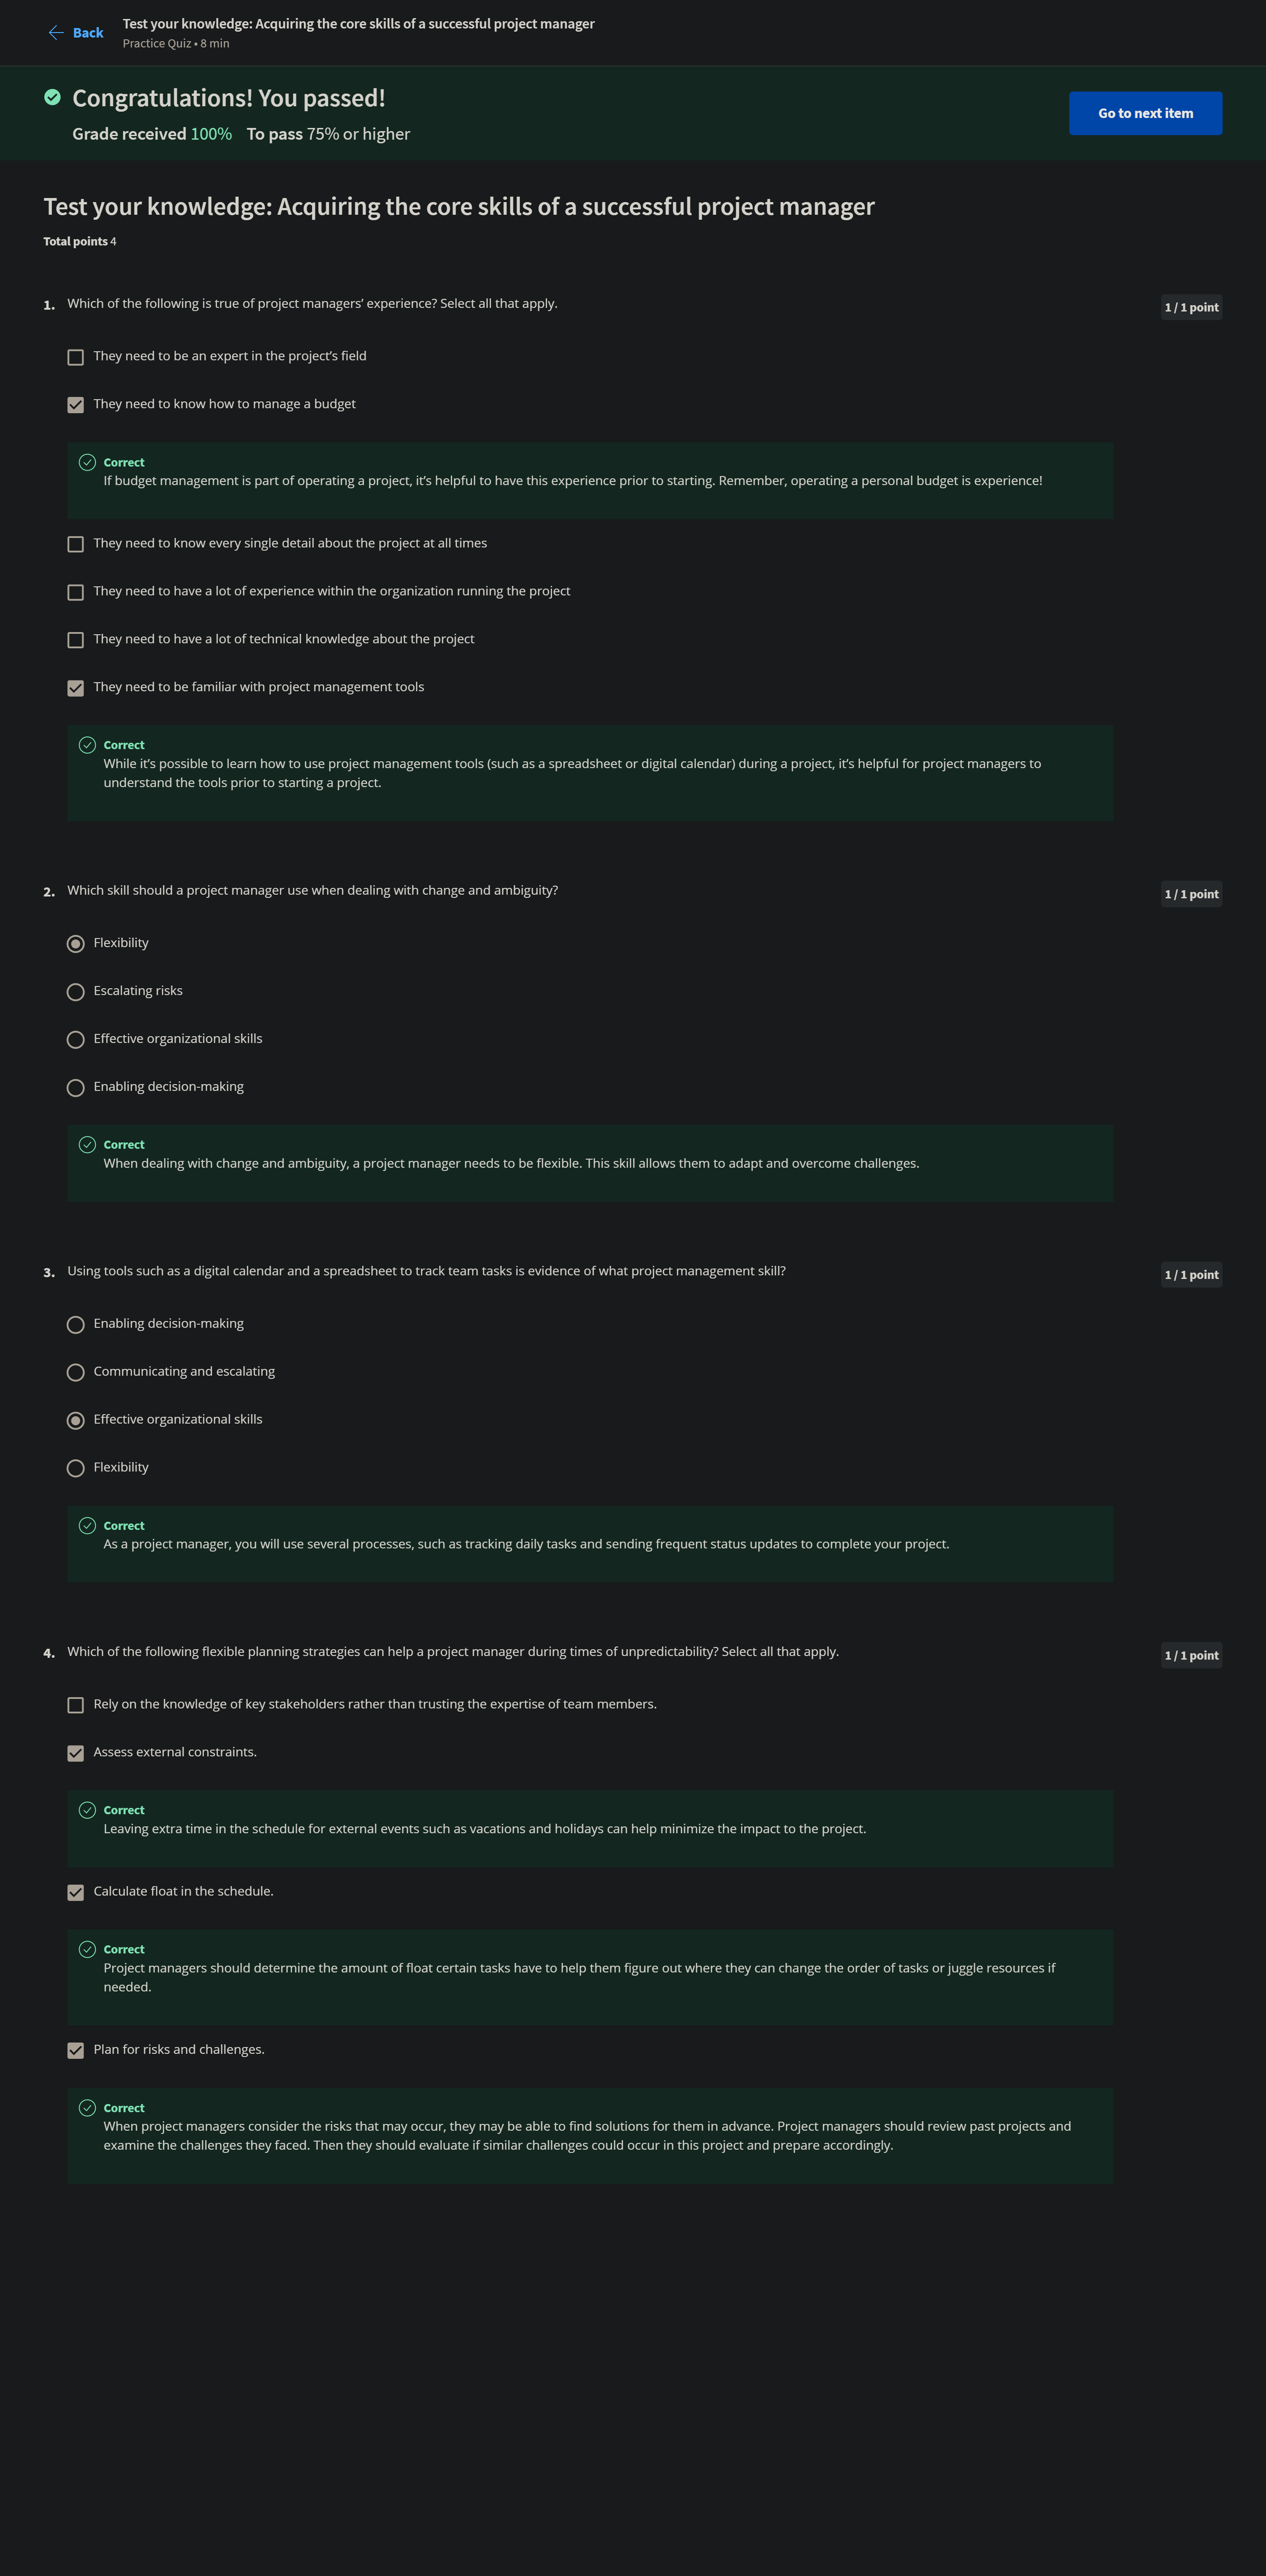 Back
Test your knowledge: Acquiring the core skills of a successful project manager
Practice Quiz • 8 min
Congratulations! You passed!
Grade received 100% To pass 75% or higher
Go to next item
Test your knowledge: Acquiring the core skills of a successful project manager
Total points 4
1. Which of the following is true of project managers’ experience? Select all that apply.
1 / 1 point
They need to be an expert in the project’s field
They need to know how to manage a budget
Correct
If budget management is part of operating a project, it’s helpful to have this experience prior to starting. Remember, operating a personal budget is experience!
They need to know every single detail about the project at all times
They need to have a lot of experience within the organization running the project
They need to have a lot of technical knowledge about the project
They need to be familiar with project management tools
Correct
While it’s possible to learn how to use project management tools (such as a spreadsheet or digital calendar) during a project, it’s helpful for project managers to
understand the tools prior to starting a project.
2. Which skill should a project manager use when dealing with change and ambiguity?
1 / 1 point
Flexibility
Escalating risks
Effective organizational skills
Enabling decision-making
Correct
When dealing with change and ambiguity, a project manager needs to be flexible. This skill allows them to adapt and overcome challenges.
3. Using tools such as a digital calendar and a spreadsheet to track team tasks is evidence of what project management skill?
1 / 1 point
Enabling decision-making
Communicating and escalating
Effective organizational skills
Flexibility
Correct
As a project manager, you will use several processes, such as tracking daily tasks and sending frequent status updates to complete your project.
4. Which of the following flexible planning strategies can help a project manager during times of unpredictability? Select all that apply.
1 / 1 point
Rely on the knowledge of key stakeholders rather than trusting the expertise of team members.
Assess external constraints.
Correct
Leaving extra time in the schedule for external events such as vacations and holidays can help minimize the impact to the project.
Calculate float in the schedule.
Correct
Project managers should determine the amount of float certain tasks have to help them figure out where they can change the order of tasks or juggle resources if
needed.
Plan for risks and challenges.
Correct
When project managers consider the risks that may occur, they may be able to find solutions for them in advance. Project managers should review past projects and
examine the challenges they faced. Then they should evaluate if similar challenges could occur in this project and prepare accordingly.